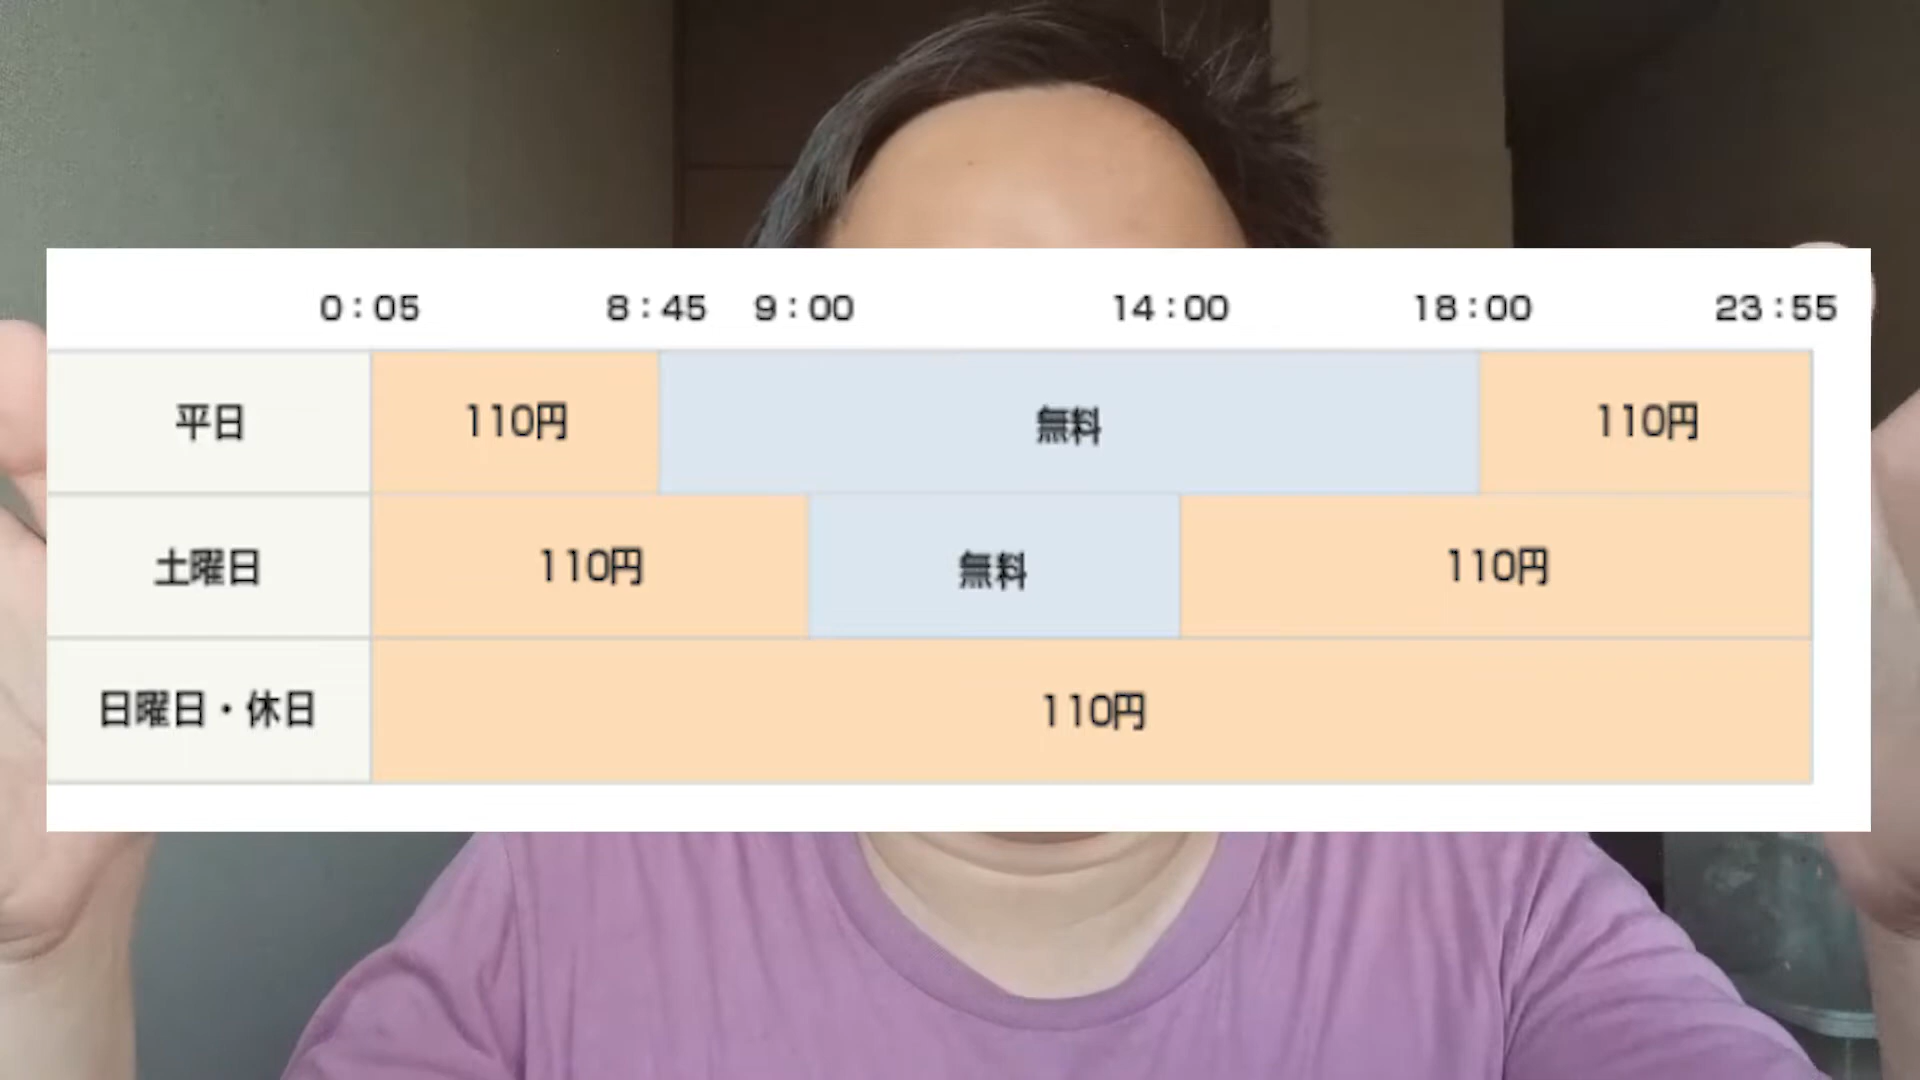 0:05 8:45 9:00 14:00 18:00 23:55
平日 110円 無料 110円
土曜日 110円 無料 110円
日曜日・休日 110円